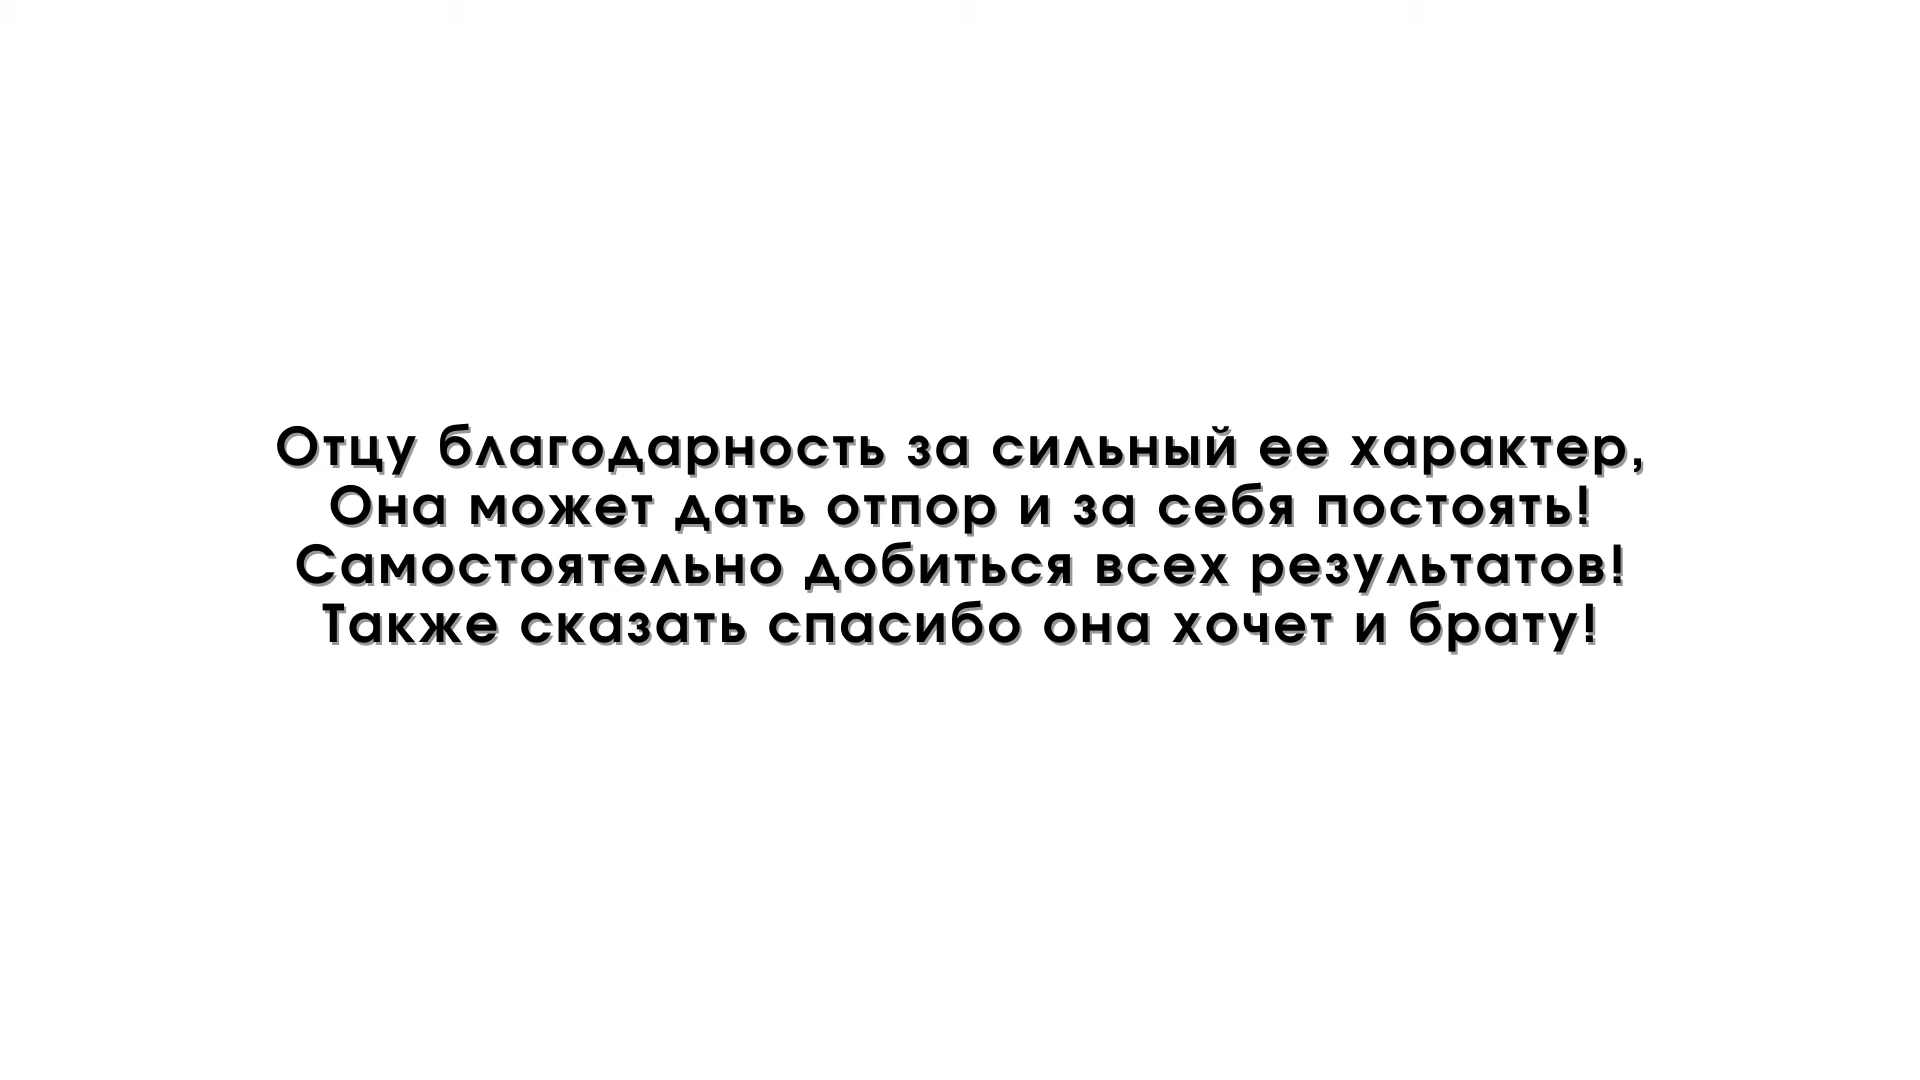 Отцу благодарность за сильный ее характер,
Она может дать отпор и за себя постоять!
Самостоятельно добиться всех результатов!
Также сказать спасибо она хочет и брату!